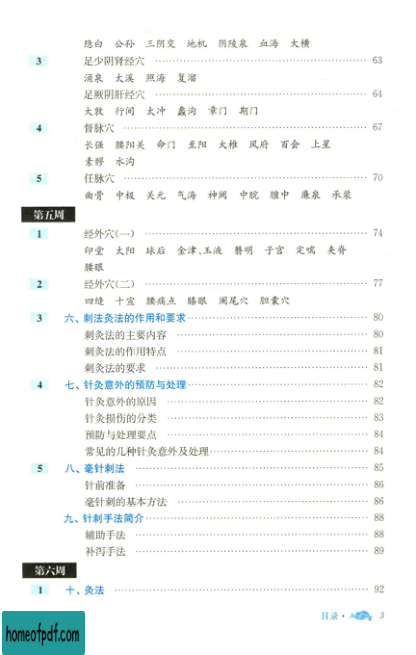 隐白 公孙 三阴交 地机 阴陵泉 血海 大横
3 足少阴肾经穴 63
涌泉 太溪 照海 复溜
足厥阴肝经穴 64
大敦 行间 太冲 蠡沟 章门 期门
4 督脉穴 67
长强 腰阳关 命门 至阳 大椎 风府 百会 上星
素髎 水沟
5 任脉穴 70
曲骨 中极 关元 气海 神阙 中脘 膻中 廉泉 承浆
第五周
1 经外穴(一) 74
印堂 太阳 球后 金津、玉液 翳明 子宫 定喘 夹脊
腰眼
2 经外穴(二) 77
四缝 十宣 腰痛点 膝眼 阑尾穴 胆囊穴
3 六、刺法灸法的作用和要求 80
刺灸法的主要内容 80
刺灸法的作用特点 81
刺灸法的要求 81
4 七、针灸意外的预防与处理 82
针灸意外的原因 82
针灸损伤的分类 83
预防与处理要点 84
常见的几种针灸意外及处理 84
5 八、毫针刺法 85
针前准备 86
毫针刺的基本方法 86
九、针刺手法简介 88
辅助手法 88
补泻手法 89
第六周
1 十、灸法 92
目录· 3
homeofpdf.com